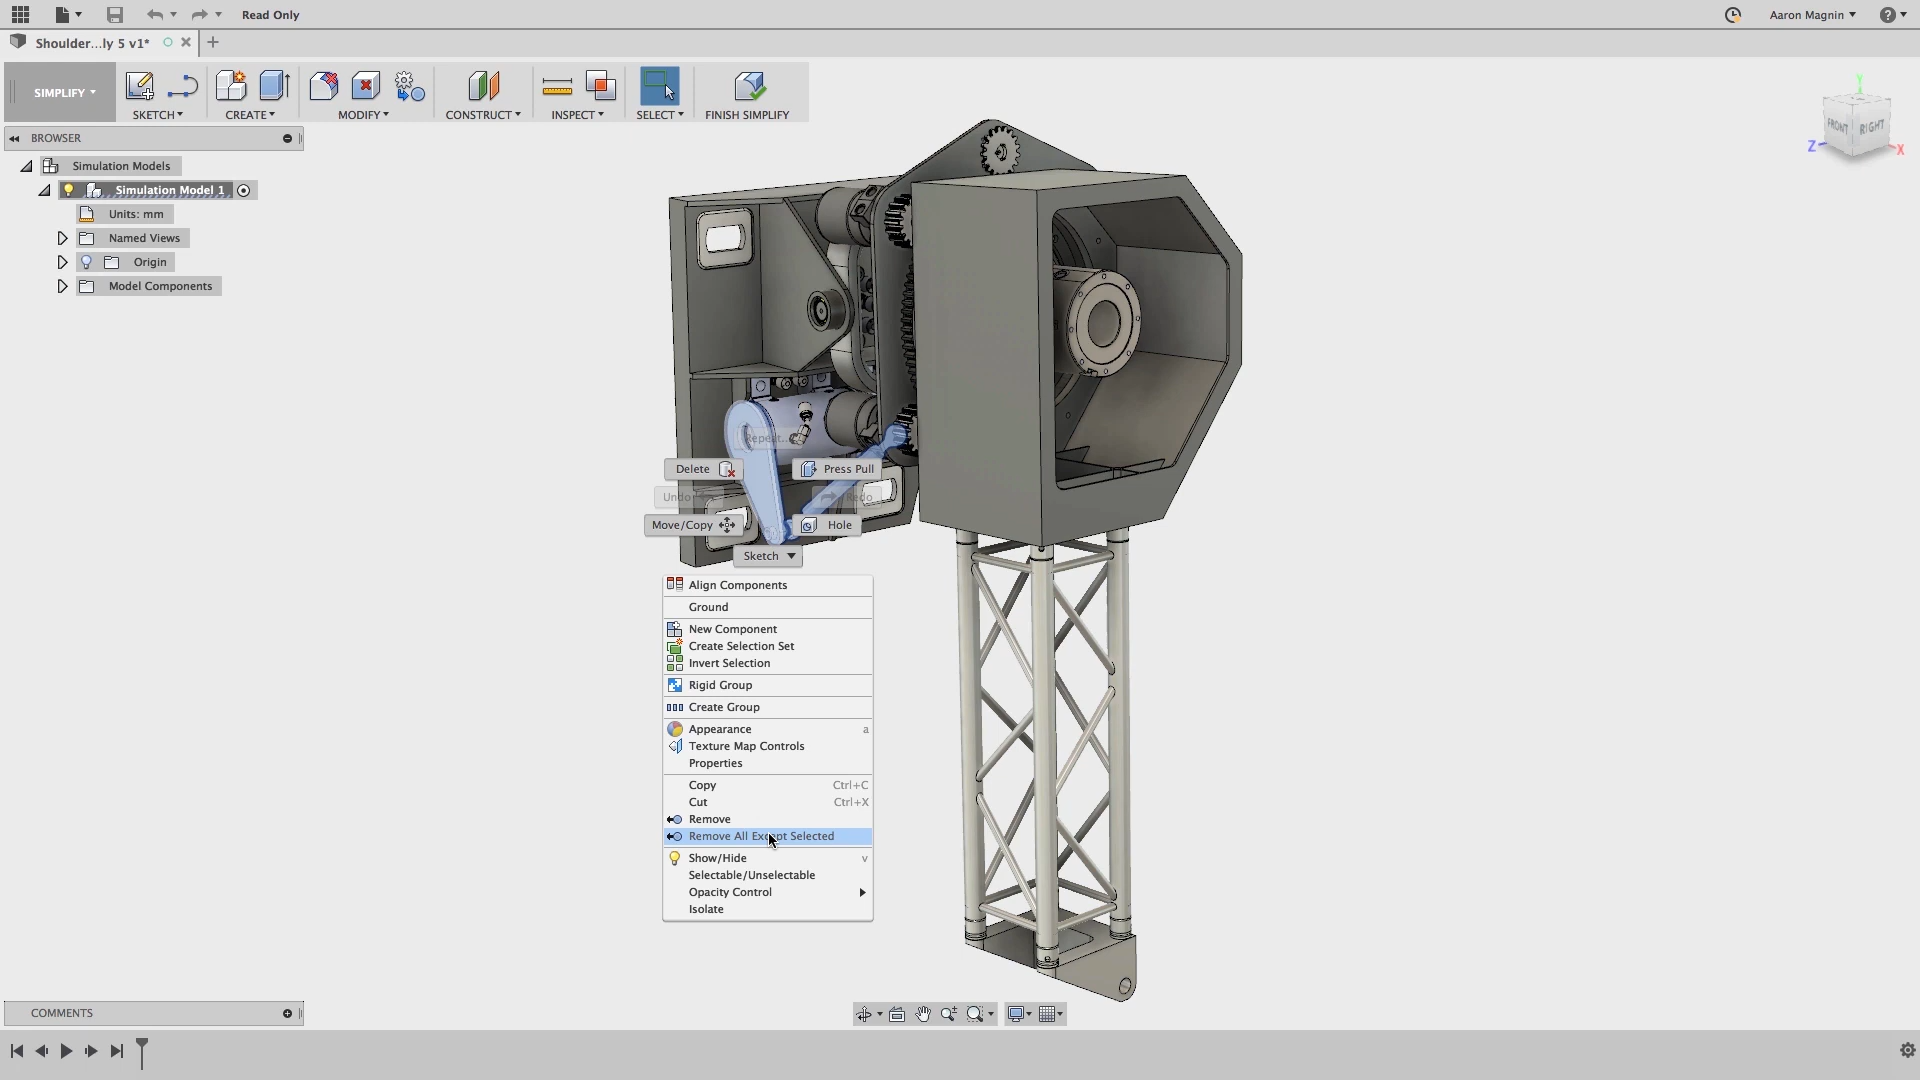 Read Only
Aaron Magnin
Shoulder...ly 5 v1*
SIMPLIFY
SKETCH
CREATE
MODIFY
CONSTRUCT
INSPECT
SELECT
FINISH SIMPLIFY
Y
FRONT
RIGHT
Z
X
BROWSER
Simulation Models
Simulation Model 1
Units: mm
Named Views
Origin
Model Components
Repeat...
Delete
Press Pull
Undo
Redo
Move/Copy
Hole
Sketch
Align Components
Ground
New Component
Create Selection Set
Invert Selection
Rigid Group
Create Group
Appearance a
Texture Map Controls
Properties
Copy Ctrl+C
Cut Ctrl+X
Remove
Remove All Except Selected
Show/Hide v
Selectable/Unselectable
Opacity Control
Isolate
COMMENTS